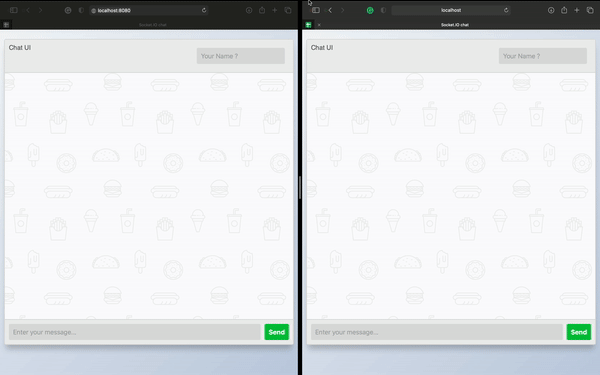 localhost:8080
Socket.IO chat
Chat UI
Your Name ?
Enter your message...
Send
localhost
Socket.IO chat
Chat UI
Your Name ?
Enter your message...
Send